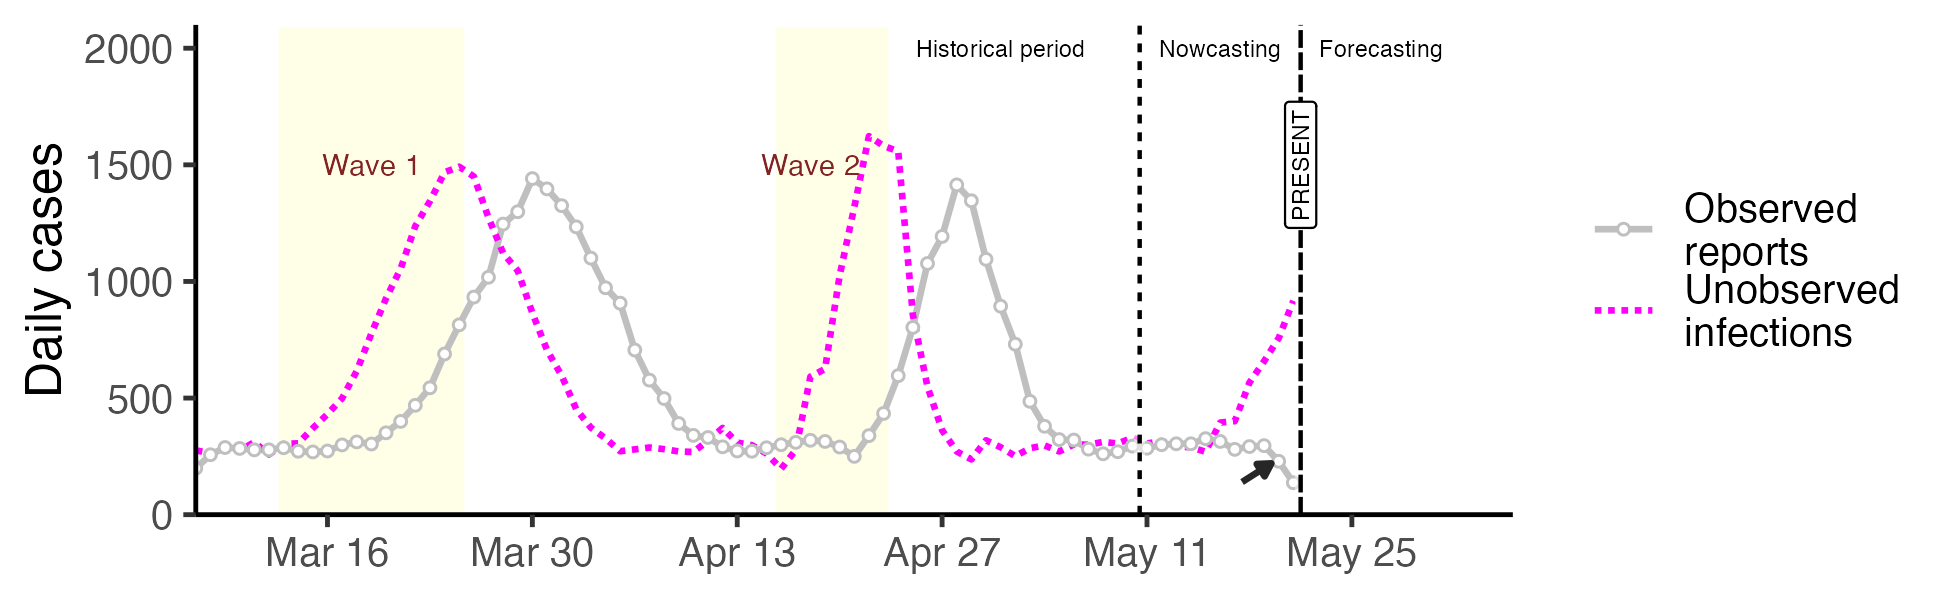 2000
1500
1000
500
0
Daily cases
Wave 1
Wave 2
Historical period
Nowcasting
Forecasting
PRESENT
Mar 16
Mar 30
Apr 13
Apr 27
May 11
May 25
Observed
reports
Unobserved
infections